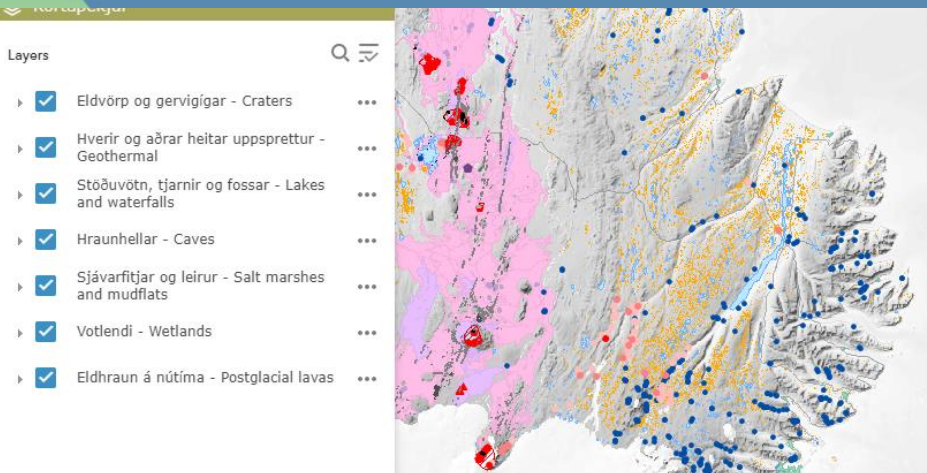 Kortaþekjur
Layers
Eldvörp og gervigígar - Craters
Hverir og aðrar heitar uppsprettur -
Geothermal
Stöðuvötn, tjarnir og fossar - Lakes
and waterfalls
Hraunhellar - Caves
Sjávarfitjar og leirur - Salt marshes
and mudflats
Votlendi - Wetlands
Eldhraun á nútíma - Postglacial lavas